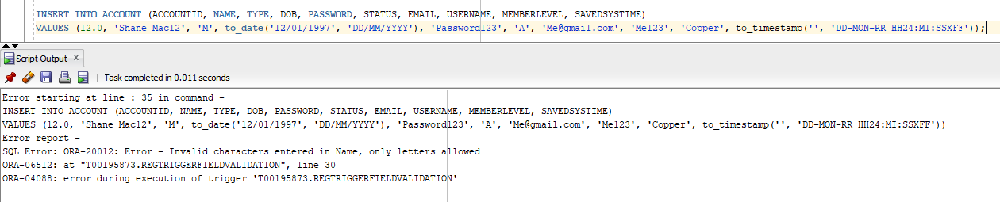 INSERT INTO ACCOUNT (ACCOUNTID, NAME, TYPE, DOB, PASSWORD, STATUS, EMAIL, USERNAME, MEMBERLEVEL, SAVEDSYSTIME)
VALUES (12.0, 'Shane Mac12', 'M', to_date('12/01/1997', 'DD/MM/YYYY'), 'Password123', 'A', 'Me@gmail.com', 'Me123', 'Copper', to_timestamp('', 'DD-MON-RR HH24:MI:SSXFF'));
Script Output x
Task completed in 0.011 seconds
Error starting at line : 35 in command -
INSERT INTO ACCOUNT (ACCOUNTID, NAME, TYPE, DOB, PASSWORD, STATUS, EMAIL, USERNAME, MEMBERLEVEL, SAVEDSYSTIME)
VALUES (12.0, 'Shane Mac12', 'M', to_date('12/01/1997', 'DD/MM/YYYY'), 'Password123', 'A', 'Me@gmail.com', 'Me123', 'Copper', to_timestamp('', 'DD-MON-RR HH24:MI:SSXFF'))
Error report -
SQL Error: ORA-20012: Error - Invalid characters entered in Name, only letters allowed
ORA-06512: at "T00195873.REGTRIGGERFIELDVALIDATION", line 30
ORA-04088: error during execution of trigger 'T00195873.REGTRIGGERFIELDVALIDATION'